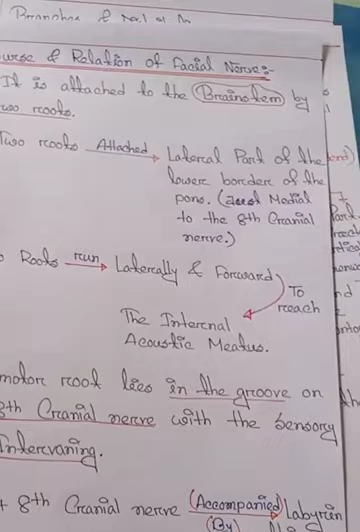 ourse & Relation of Facial Nerve:-
It is attached to the Brainstem by
two roots.
Two roots Attached Lateral Part of the
lower border of the
pons. (Just Medial
to the 8th Cranial
nerve.)
Roots run Laterally & Forward
To
reach
The Internal
Acoustic Meatus.
motor root lies in the groove on
8th Cranial nerve with the sensory
Intervening.
8th Cranial nerve (Accompanied Labyrin
(By)